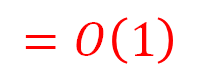 = O(1)